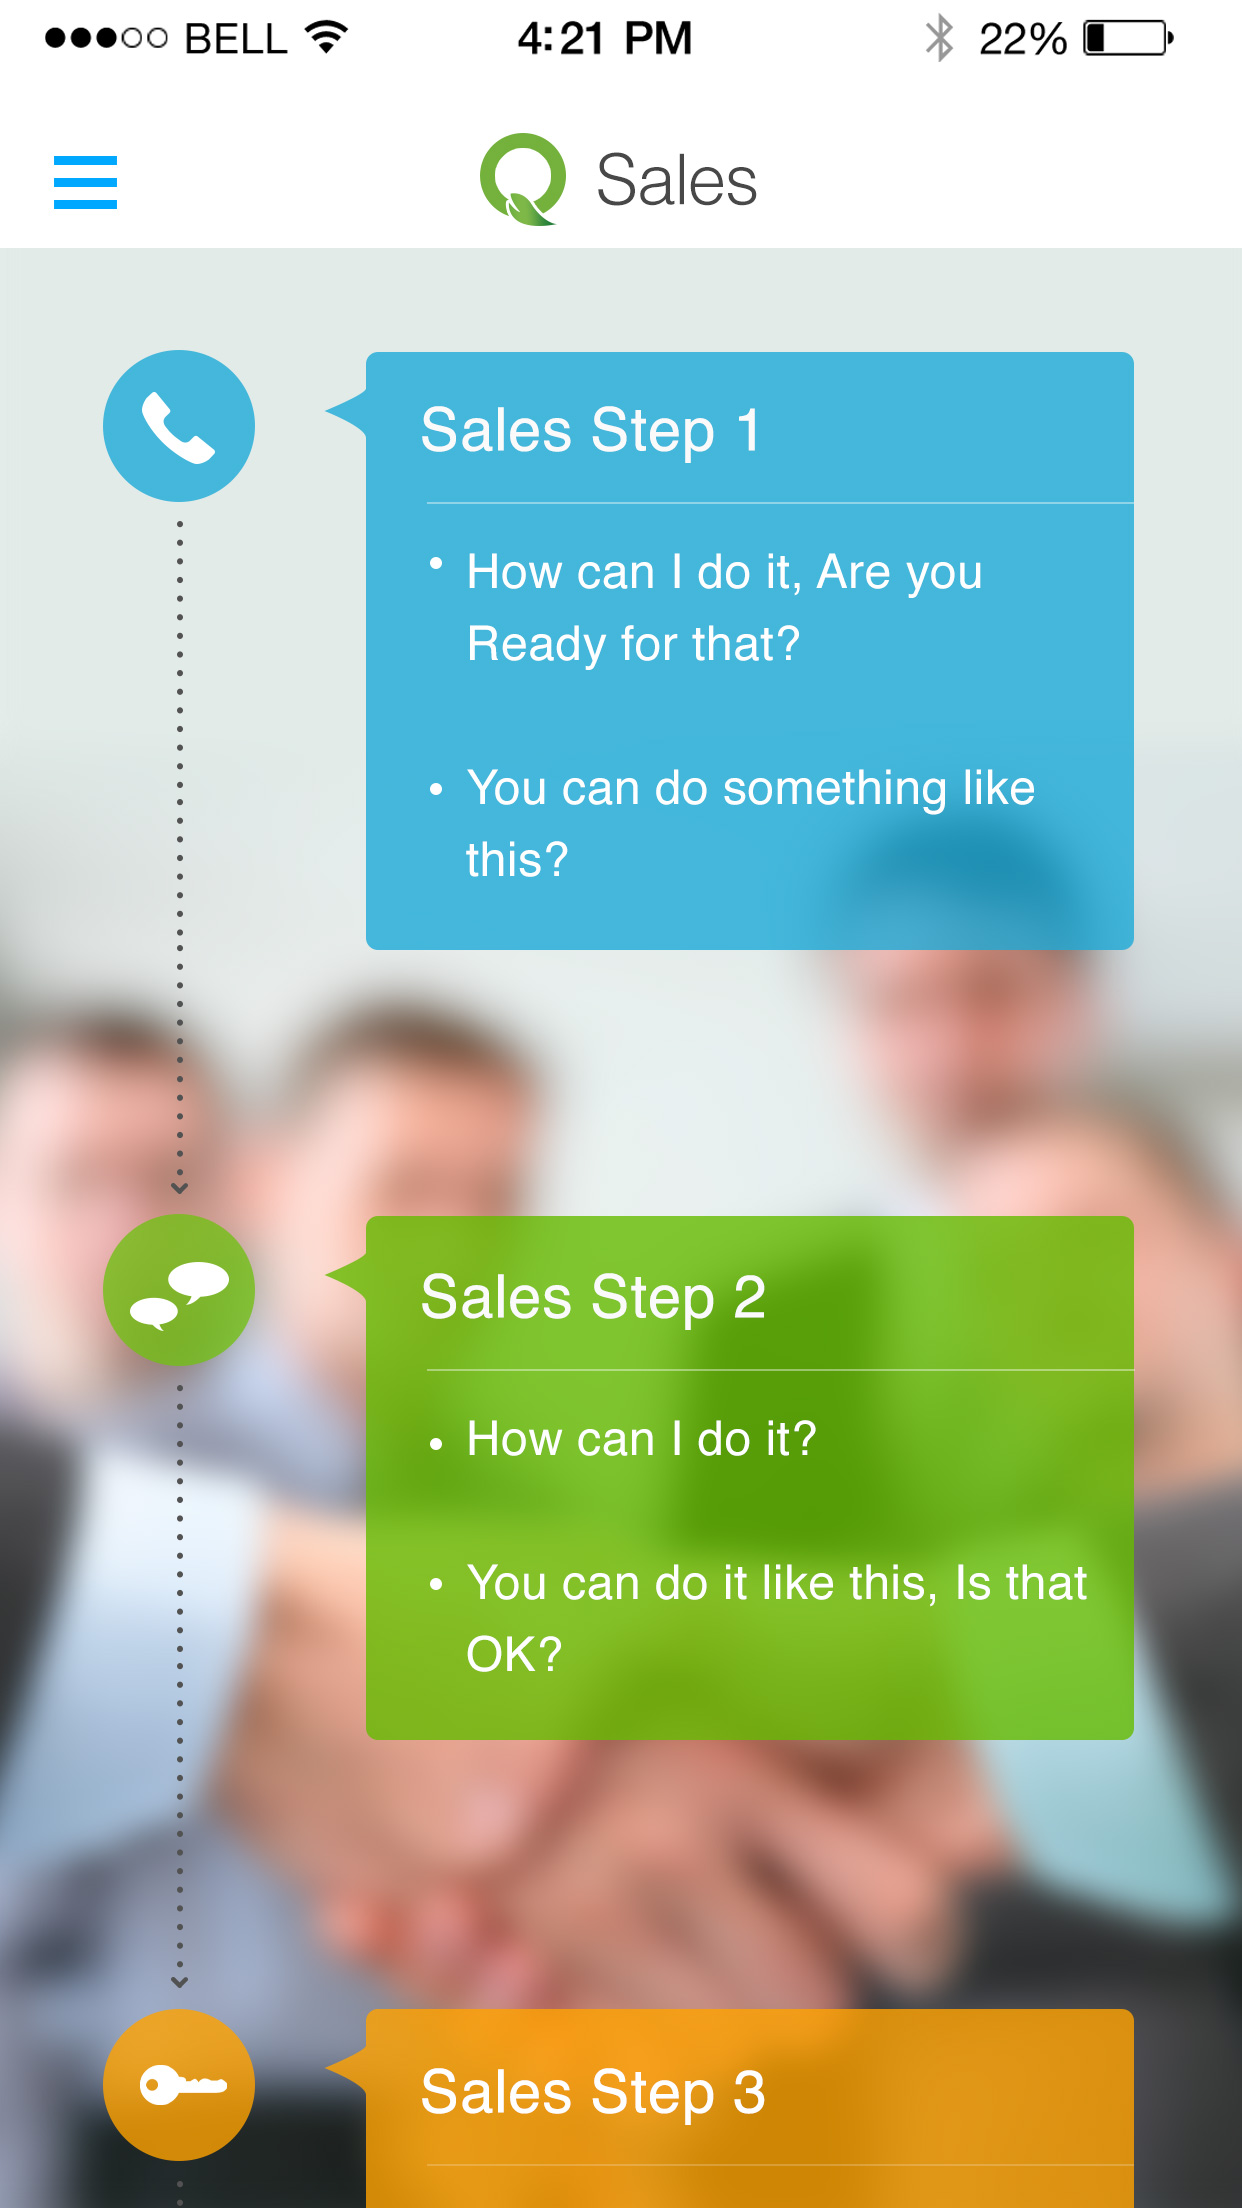 BELL 4:21 PM 22%
Sales
Sales Step 1
• How can I do it, Are you
Ready for that?
• You can do something like
this?
Sales Step 2
• How can I do it?
• You can do it like this, Is that
OK?
Sales Step 3